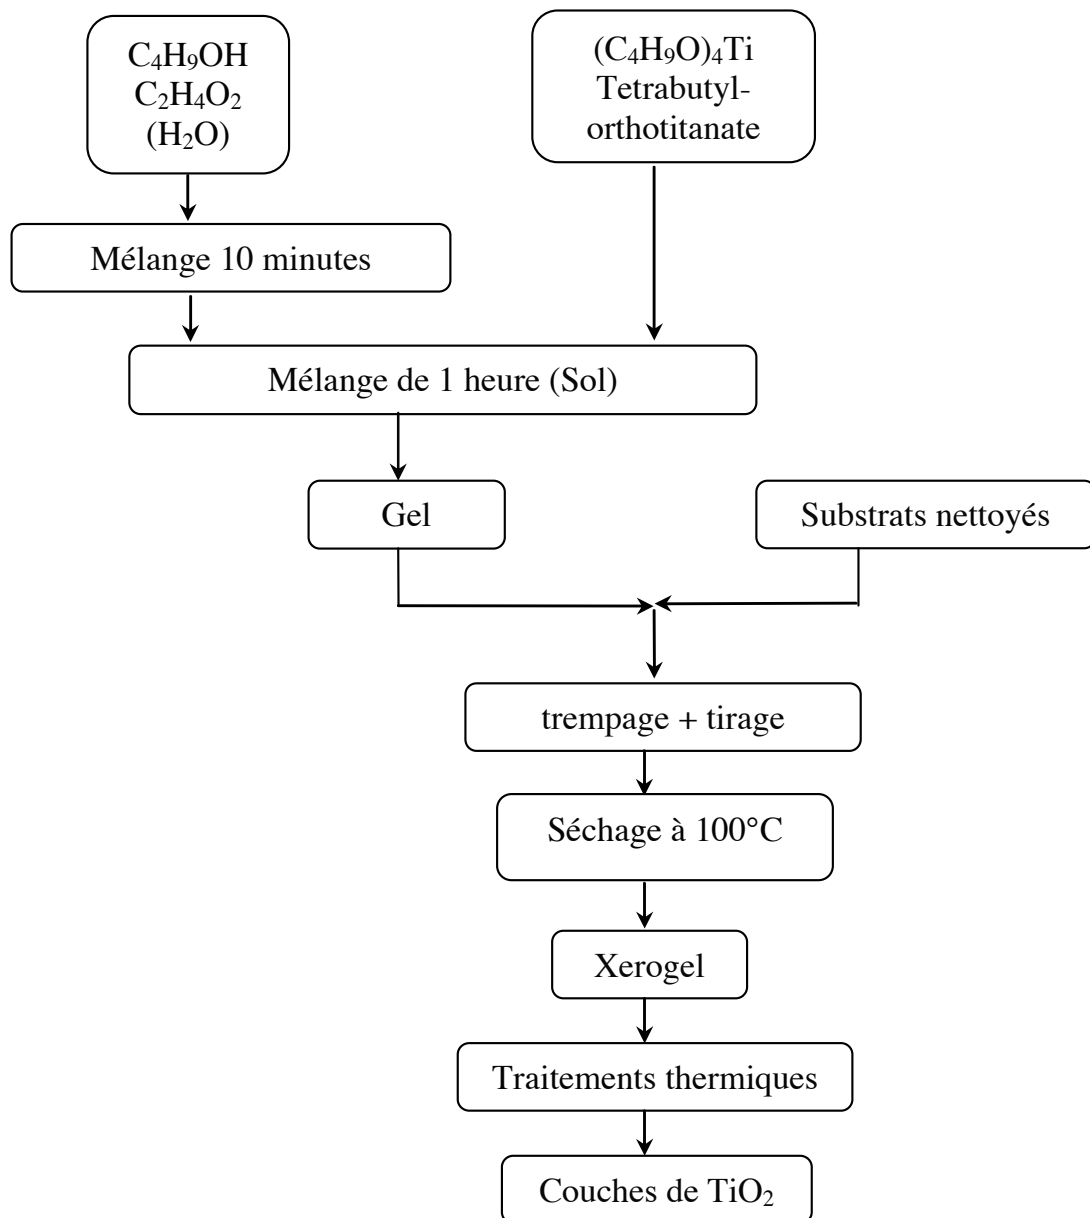 C₄H₉OH
C₂H₄O₂
(H₂O)
(C₄H₉O)₄Ti
Tetrabutyl-
orthotitanate
Mélange 10 minutes
Mélange de 1 heure (Sol)
Gel
Substrats nettoyés
trempage + tirage
Séchage à 100°C
Xerogel
Traitements thermiques
Couches de TiO₂